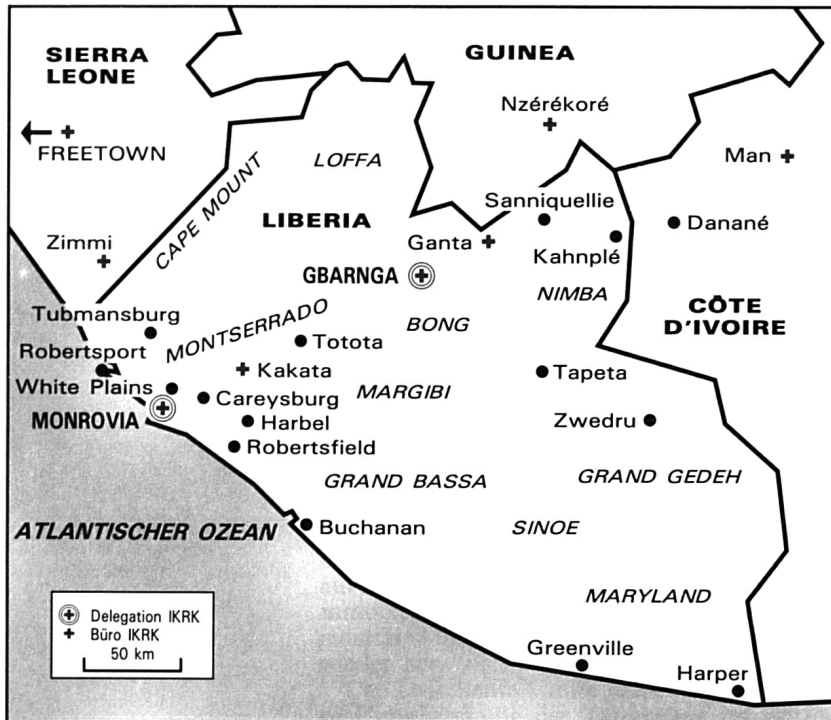 SIERRA
LEONE
GUINEA
Nzérékoré
FREETOWN
Man
LOFFA
CAPE MOUNT
LIBERIA
Sanniquellie
Danané
Zimmi
Ganta
Kahnplé
GBARNGA
NIMBA
CÔTE
D'IVOIRE
Tubmansburg
MONTSERRADO
BONG
Totota
Robertsport
Kakata
Tapeta
White Plains
MARGIBI
Careysburg
MONROVIA
Harbel
Zwedru
Robertsfield
GRAND BASSA
GRAND GEDEH
ATLANTISCHER OZEAN
Buchanan
SINOE
MARYLAND
Delegation IKRK
Büro IKRK
50 km
Greenville
Harper